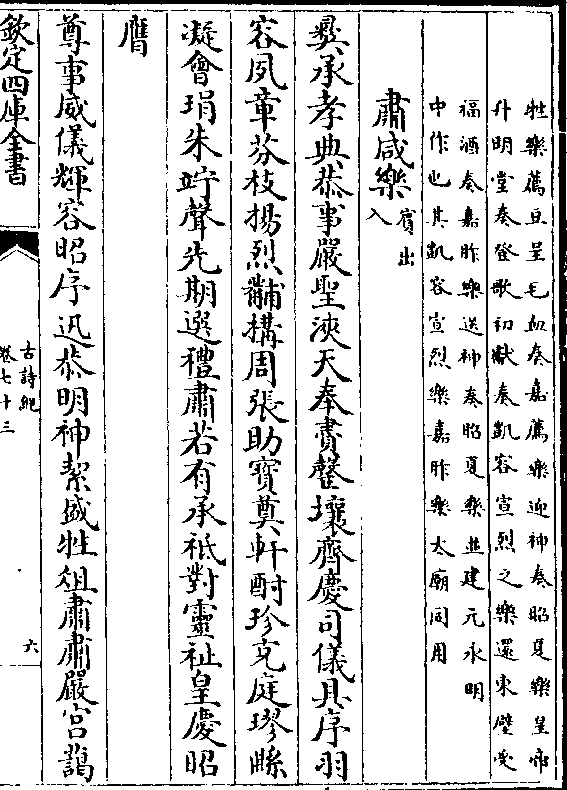 牲樂薦豆呈毛血奏嘉薦樂迎神奏昭夏樂皇帝
升明堂奏登歌初獻奏凱容宣烈之樂還東壁受
福酒奏嘉胙樂送神奏昭夏樂並建元永明
中作也其凱容宣烈樂嘉胙樂太廟同用
肅咸樂賓出入
彞承孝典恭事嚴聖浹天奉賮罄壤齊慶司儀具序羽
容夙章芬枝揚烈黼構周張助寶奠軒酎珍充庭璆縣
凝會琄朱竚聲先期選禮肅若有承祗對靈祉皇慶昭
膺
尊事威儀輝容昭序迅恭明神絜盛牲俎肅肅嚴宮藹
欽定四庫全書
古詩紀
卷七十三
六